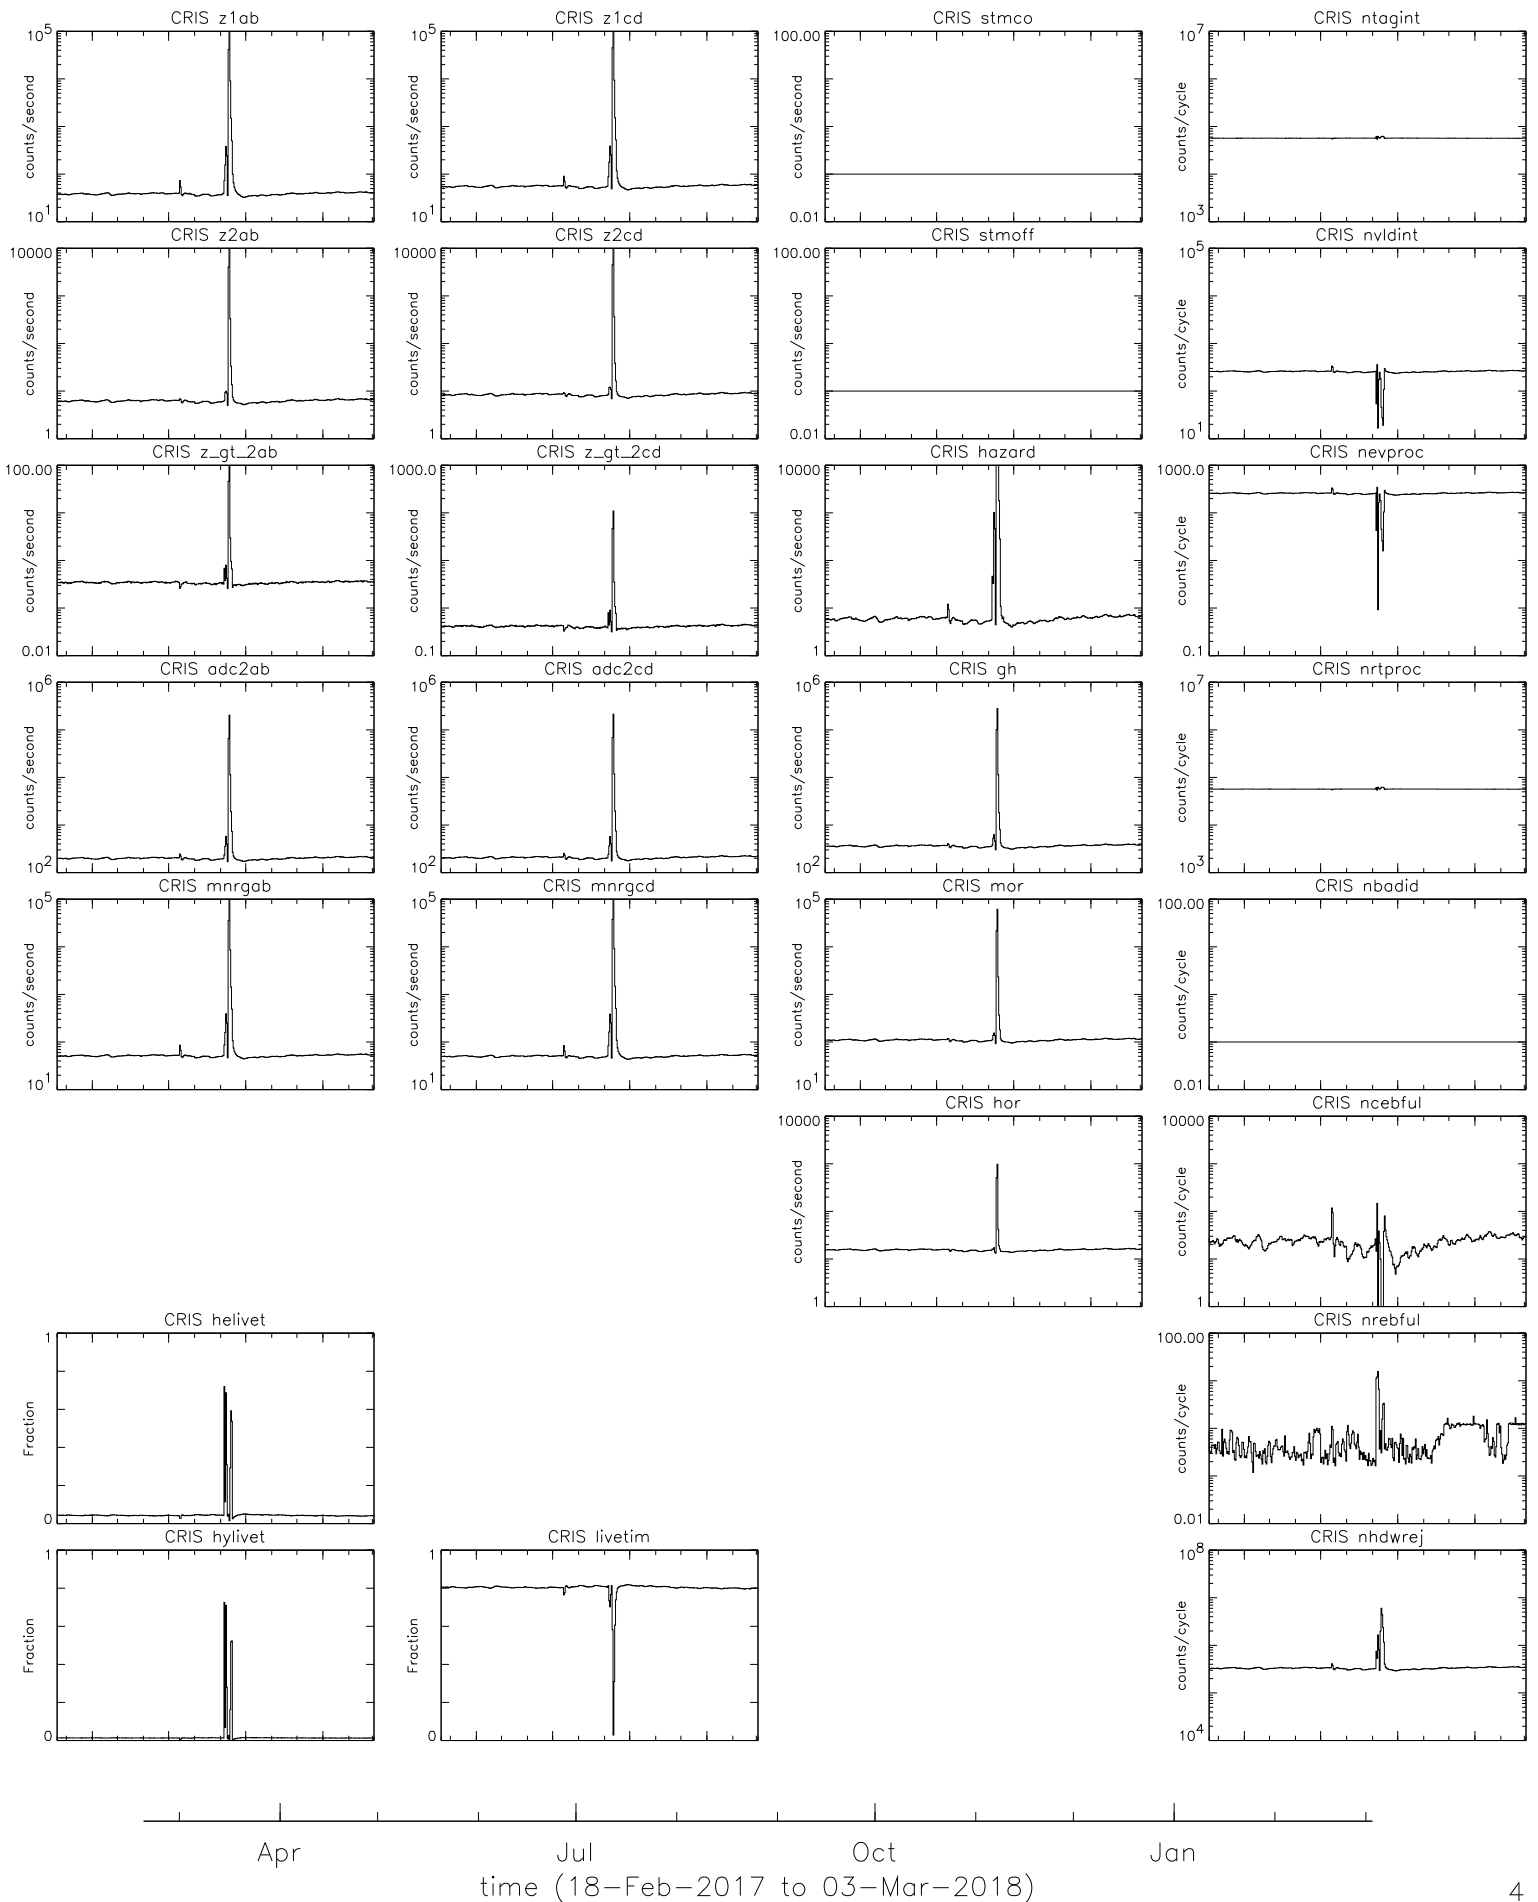 CRIS z1ab
10^5
counts/second
10^1
CRIS z1cd
10^5
counts/second
10^1
CRIS stmco
100.00
counts/second
0.01
CRIS ntagint
10^7
counts/cycle
10^3
CRIS z2ab
10000
counts/second
1
CRIS z2cd
10000
counts/second
1
CRIS stmoff
100.00
counts/second
0.01
CRIS nvldint
10^5
counts/cycle
10^1
CRIS z_gt_2ab
100.00
counts/second
0.01
CRIS z_gt_2cd
1000.0
counts/second
0.1
CRIS hazard
10000
counts/second
1
CRIS nevproc
1000.0
counts/cycle
0.1
CRIS adc2ab
10^6
counts/second
10^2
CRIS adc2cd
10^6
counts/second
10^2
CRIS gh
10^6
counts/second
10^2
CRIS nrtproc
10^7
counts/cycle
10^3
CRIS mnrgab
10^5
counts/second
10^1
CRIS mnrgcd
10^5
counts/second
10^1
CRIS mor
10^5
counts/second
10^1
CRIS nbadid
100.00
counts/cycle
0.01
CRIS hor
10000
counts/second
1
CRIS ncebful
10000
counts/cycle
1
CRIS helivet
1
Fraction
0
CRIS nrebful
100.00
counts/cycle
0.01
CRIS hylivet
1
Fraction
0
CRIS livetim
1
Fraction
0
CRIS nhdwrej
10^8
counts/cycle
10^4
Apr Jul Oct Jan
time (18-Feb-2017 to 03-Mar-2018)
4